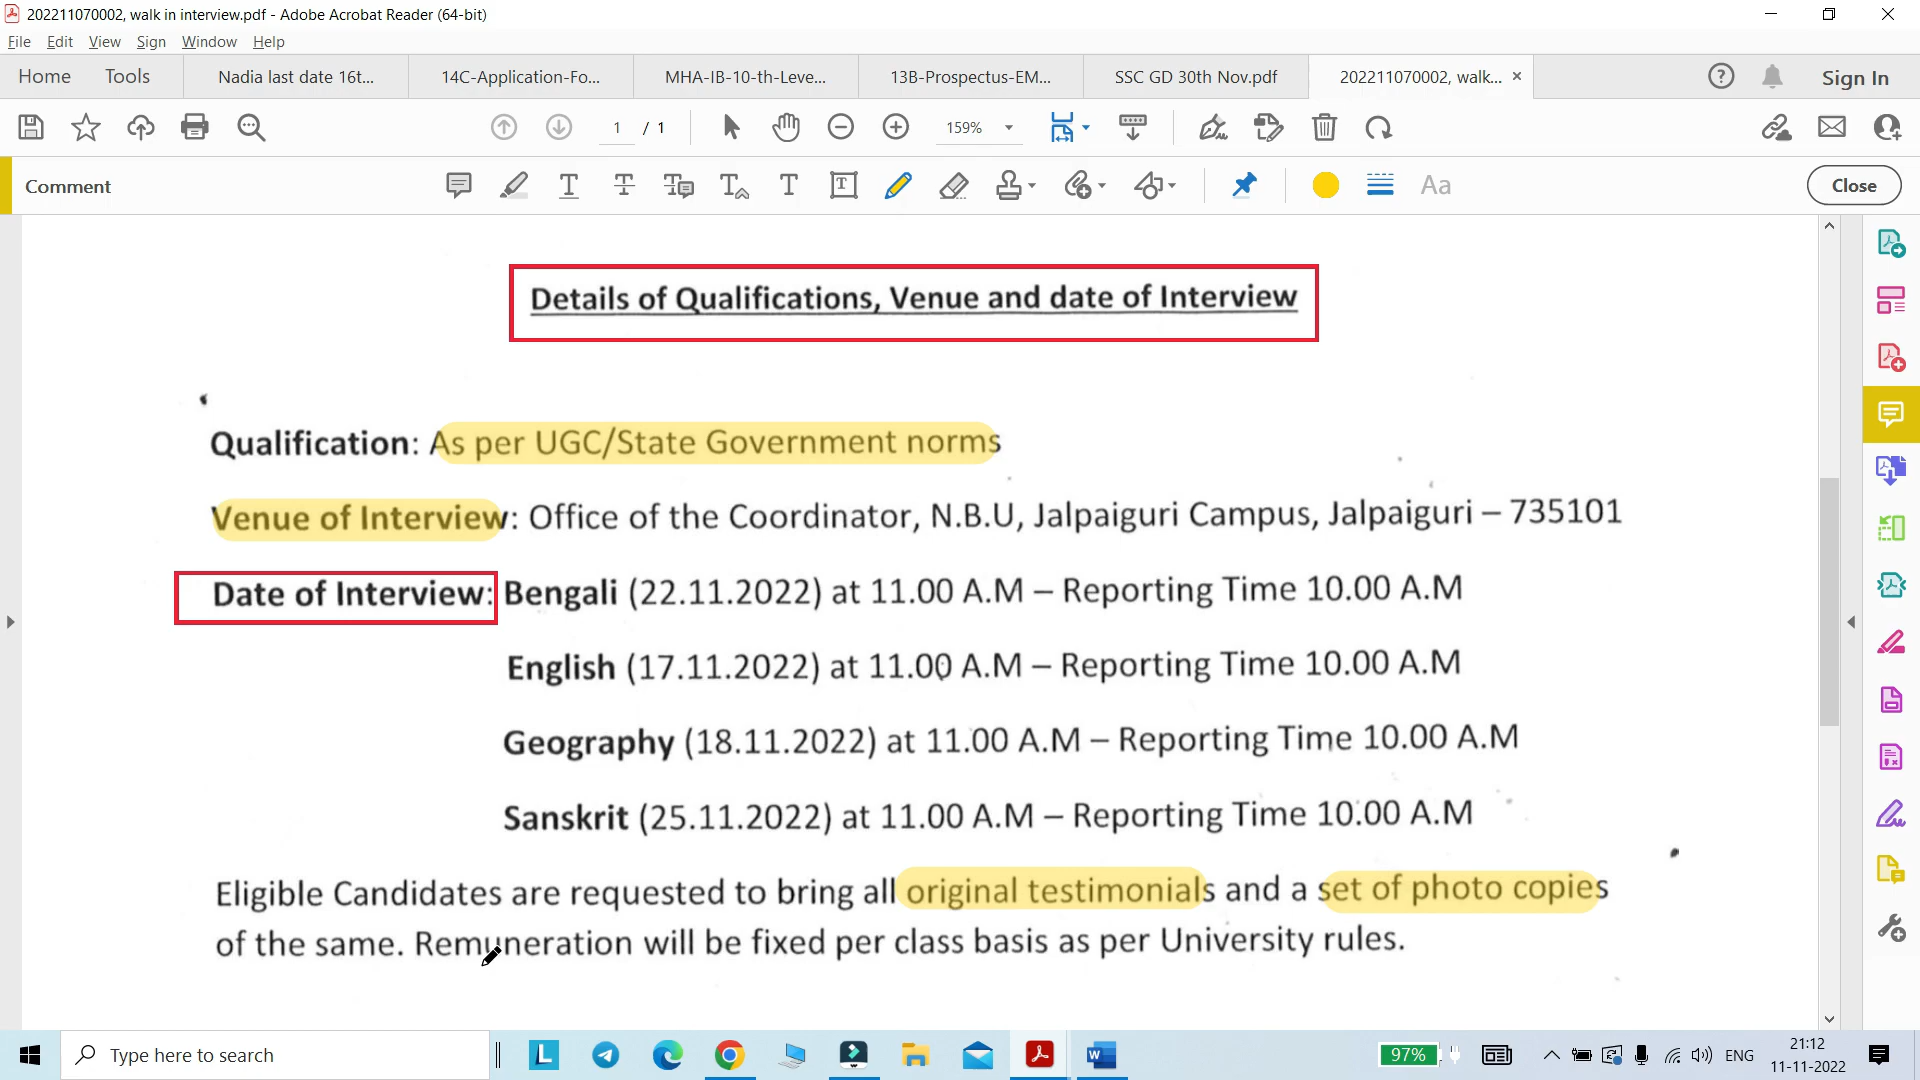 202211070002, walk in interview.pdf - Adobe Acrobat Reader (64-bit)
File Edit View Sign Window Help
Home Tools Nadia last date 16t... 14C-Application-Fo... MHA-IB-10-th-Leve... 13B-Prospectus-EM... SSC GD 30th Nov.pdf 202211070002, walk... Sign In
1 / 1 159%
Comment Aa Close
Details of Qualifications, Venue and date of Interview
Qualification: As per UGC/State Government norms
Venue of Interview: Office of the Coordinator, N.B.U, Jalpaiguri Campus, Jalpaiguri – 735101
Date of Interview: Bengali (22.11.2022) at 11.00 A.M – Reporting Time 10.00 A.M
English (17.11.2022) at 11.00 A.M – Reporting Time 10.00 A.M
Geography (18.11.2022) at 11.00 A.M – Reporting Time 10.00 A.M
Sanskrit (25.11.2022) at 11.00 A.M – Reporting Time 10.00 A.M
Eligible Candidates are requested to bring all original testimonials and a set of photo copies
of the same. Remuneration will be fixed per class basis as per University rules.
Type here to search 97% ENG 21:12
11-11-2022